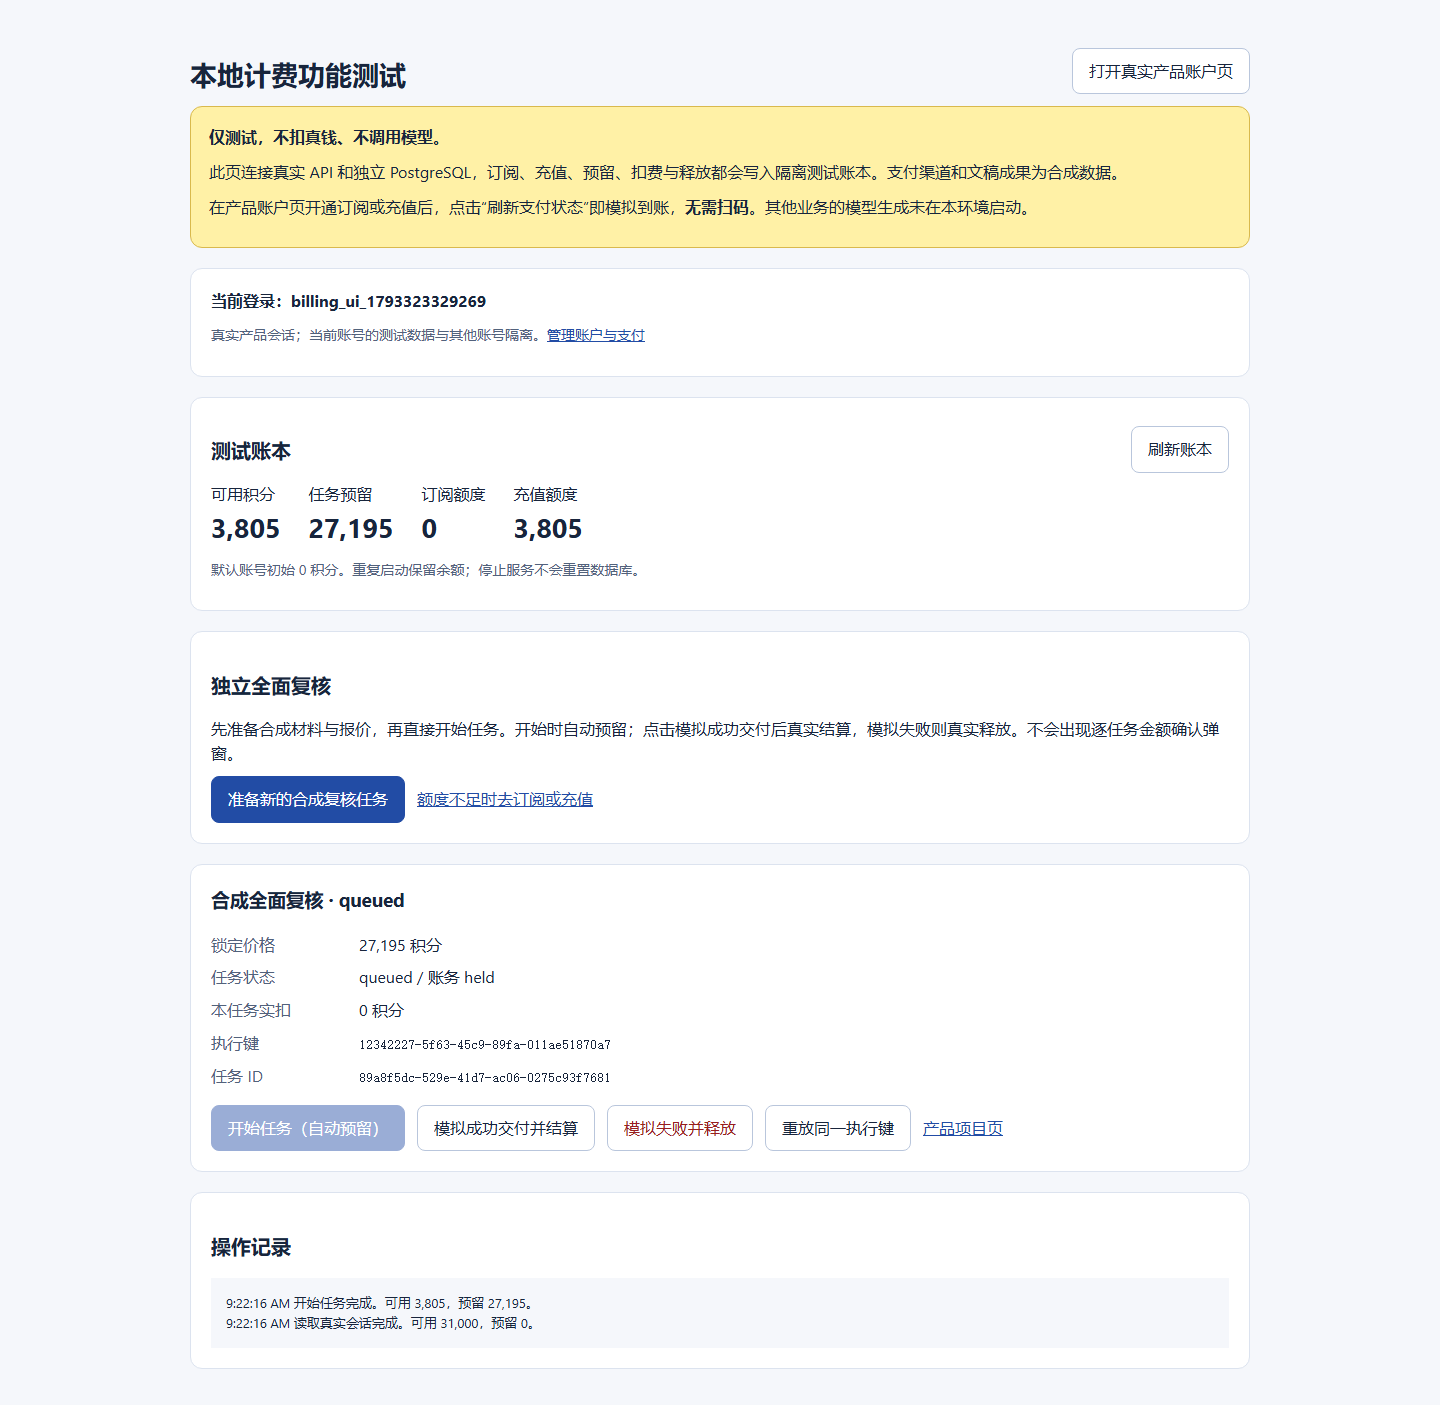 本地计费功能测试
打开真实产品账户页
仅测试，不扣真钱、不调用模型。
此页连接真实 API 和独立 PostgreSQL，订阅、充值、预留、扣费与释放都会写入隔离测试账本。支付渠道和文稿成果为合成数据。
在产品账户页开通订阅或充值后，点击“刷新支付状态”即模拟到账，无需扫码。其他业务的模型生成未在本环境启动。
当前登录：billing_ui_1793323329269
真实产品会话；当前账号的测试数据与其他账号隔离。管理账户与支付
测试账本
刷新账本
可用积分 任务预留 订阅额度 充值额度
3,805 27,195 0 3,805
默认账号初始 0 积分。重复启动保留余额；停止服务不会重置数据库。
独立全面复核
先准备合成材料与报价，再直接开始任务。开始时自动预留；点击模拟成功交付后真实结算，模拟失败则真实释放。不会出现逐任务金额确认弹
窗。
准备新的合成复核任务 额度不足时去订阅或充值
合成全面复核 · queued
锁定价格 27,195 积分
任务状态 queued / 账务 held
本任务实扣 0 积分
执行键 12342227-5f63-45c9-89fa-011ae51870a7
任务 ID 89a8f5dc-529e-41d7-ac06-0275c93f7681
开始任务（自动预留） 模拟成功交付并结算 模拟失败并释放 重放同一执行键 产品项目页
操作记录
9:22:16 AM 开始任务完成。可用 3,805，预留 27,195。
9:22:16 AM 读取真实会话完成。可用 31,000，预留 0。